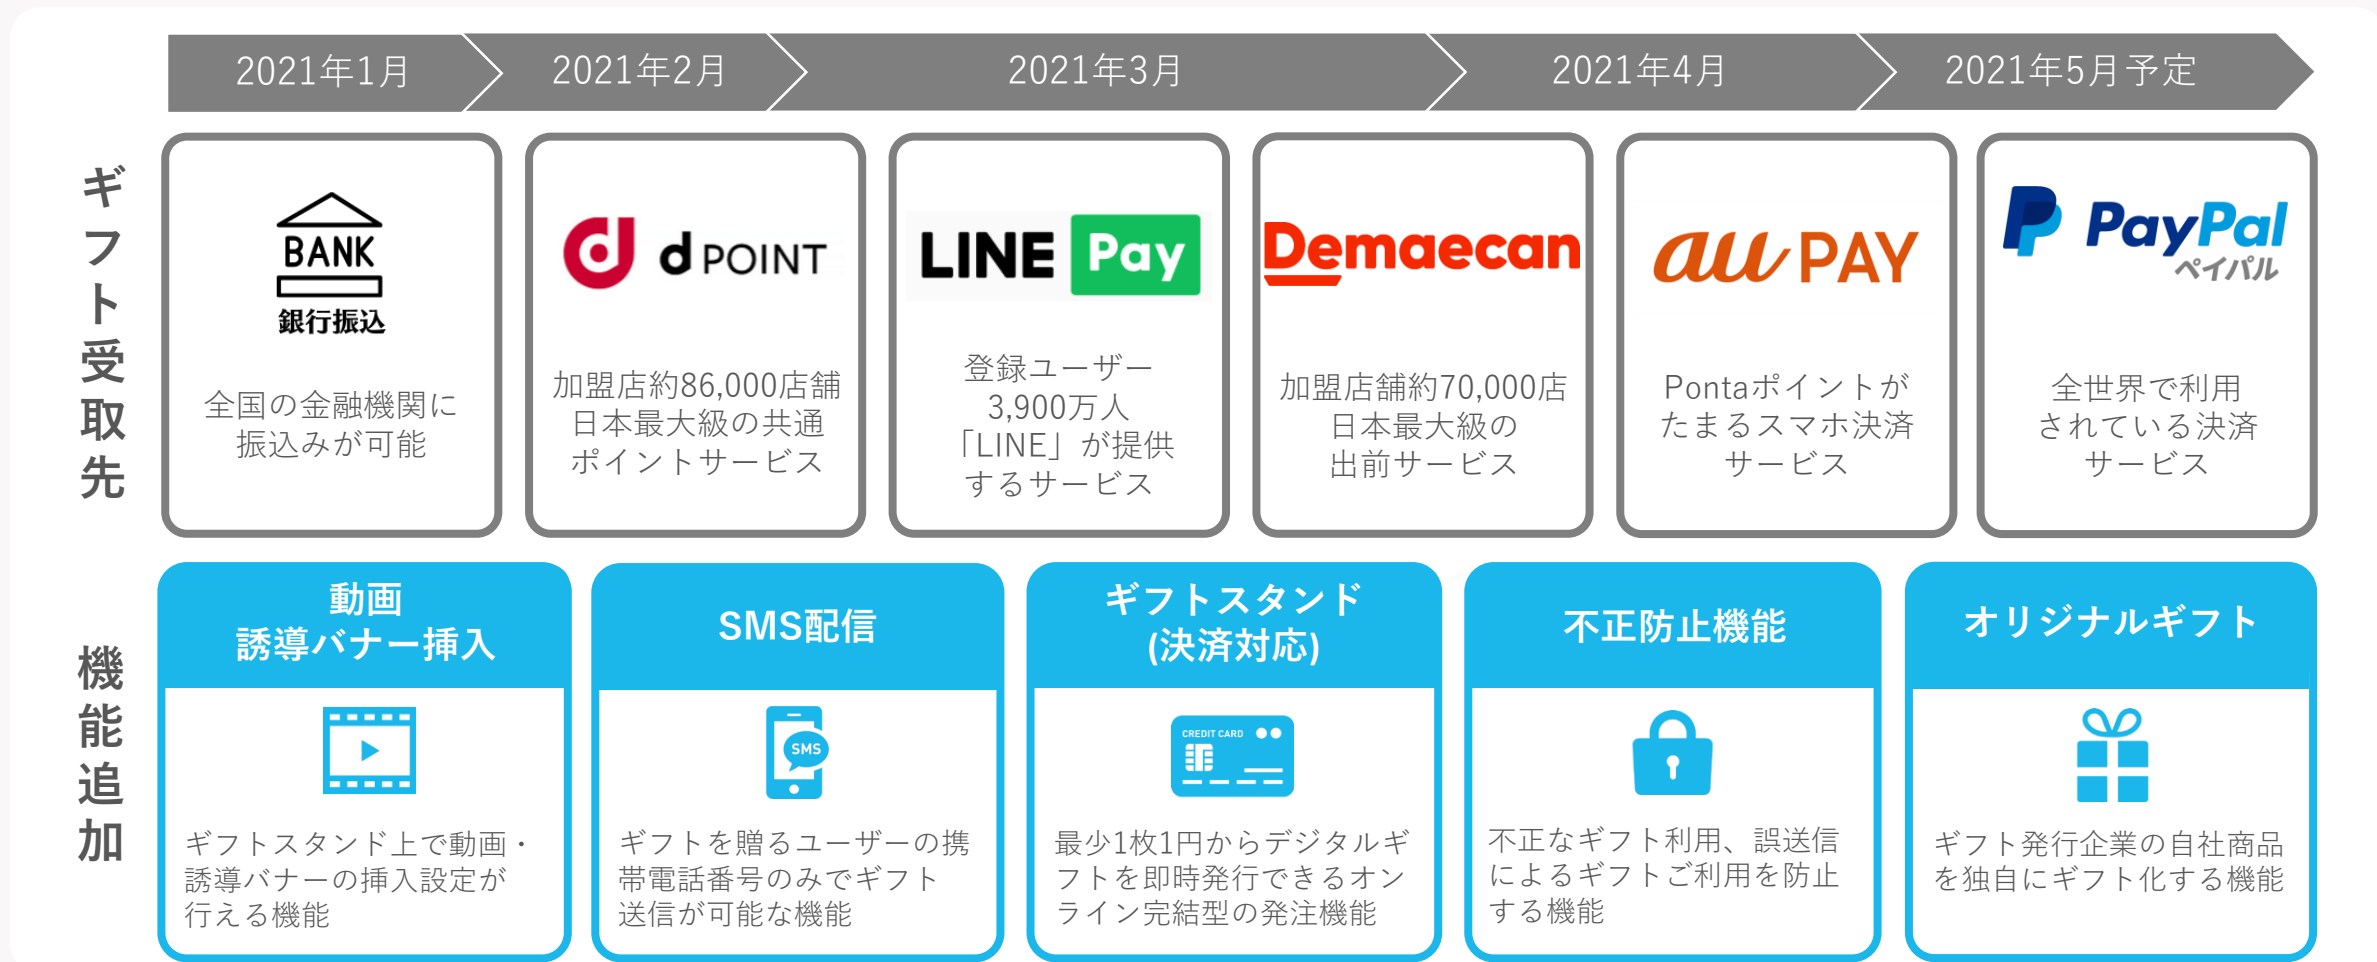 2021年1月
2021年2月
2021年3月
2021年4月
2021年5月予定
ギフト受取先
BANK
銀行振込
全国の金融機関に
振込みが可能
d POINT
加盟店約86,000店舗
日本最大級の共通
ポイントサービス
LINE Pay
登録ユーザー
3,900万人
「LINE」が提供
するサービス
Demaecan
加盟店舗約70,000店
日本最大級の
出前サービス
au PAY
Pontaポイントが
たまるスマホ決済
サービス
PayPal
ペイパル
全世界で利用
されている決済
サービス
機能追加
動画
誘導バナー挿入
ギフトスタンド上で動画・
誘導バナーの挿入設定が
行える機能
SMS配信
SMS
ギフトを贈るユーザーの携
帯電話番号のみでギフト
送信が可能な機能
ギフトスタンド
(決済対応)
CREDIT CARD
最少1枚1円からデジタルギ
フトを即時発行できるオン
ライン完結型の発注機能
不正防止機能
不正なギフト利用、誤送信
によるギフトご利用を防止
する機能
オリジナルギフト
ギフト発行企業の自社商品
を独自にギフト化する機能